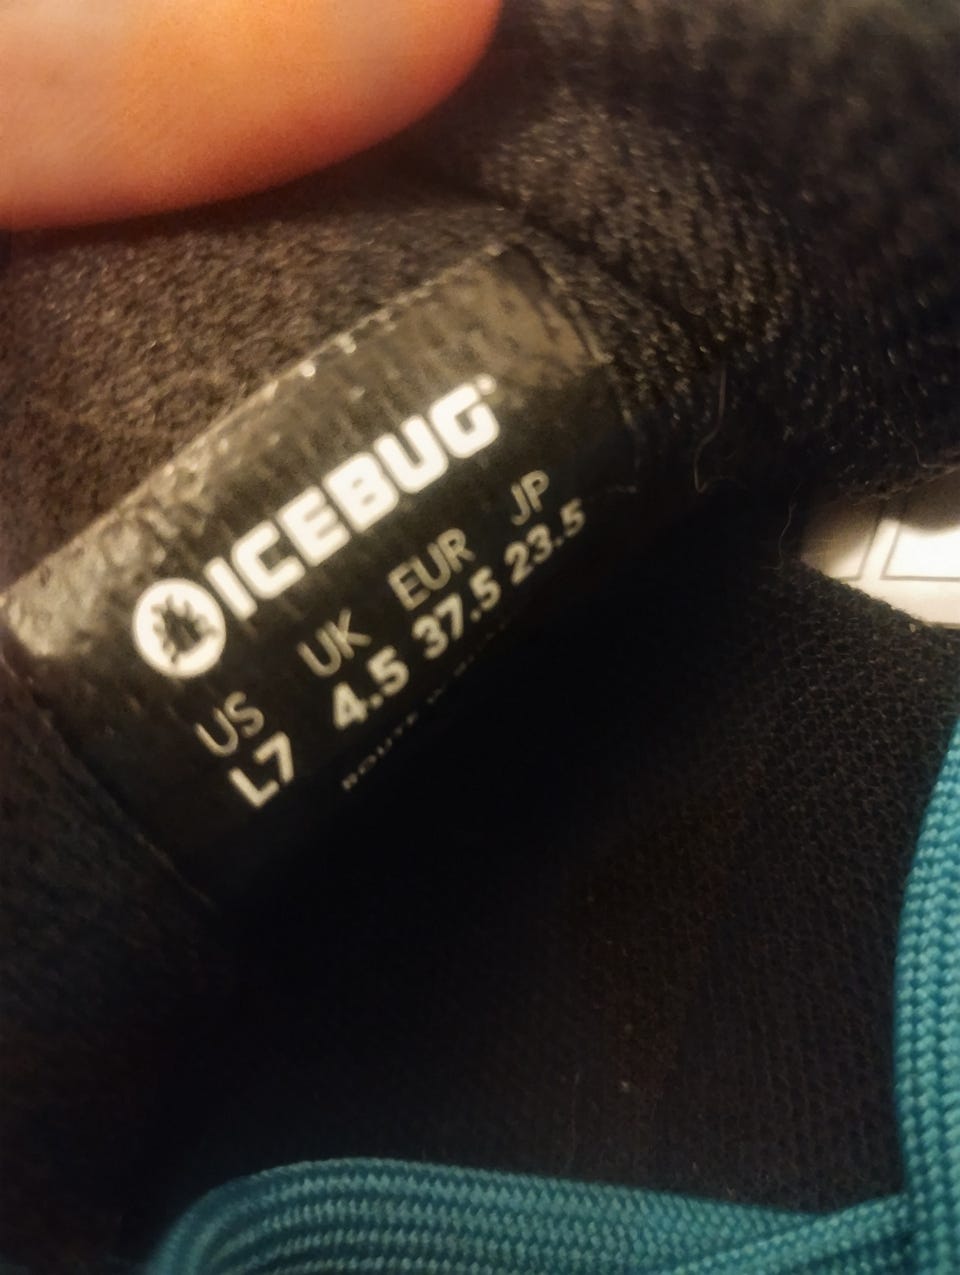 ICEBUG
US UK EUR JP
L7 4.5 37.5 23.5